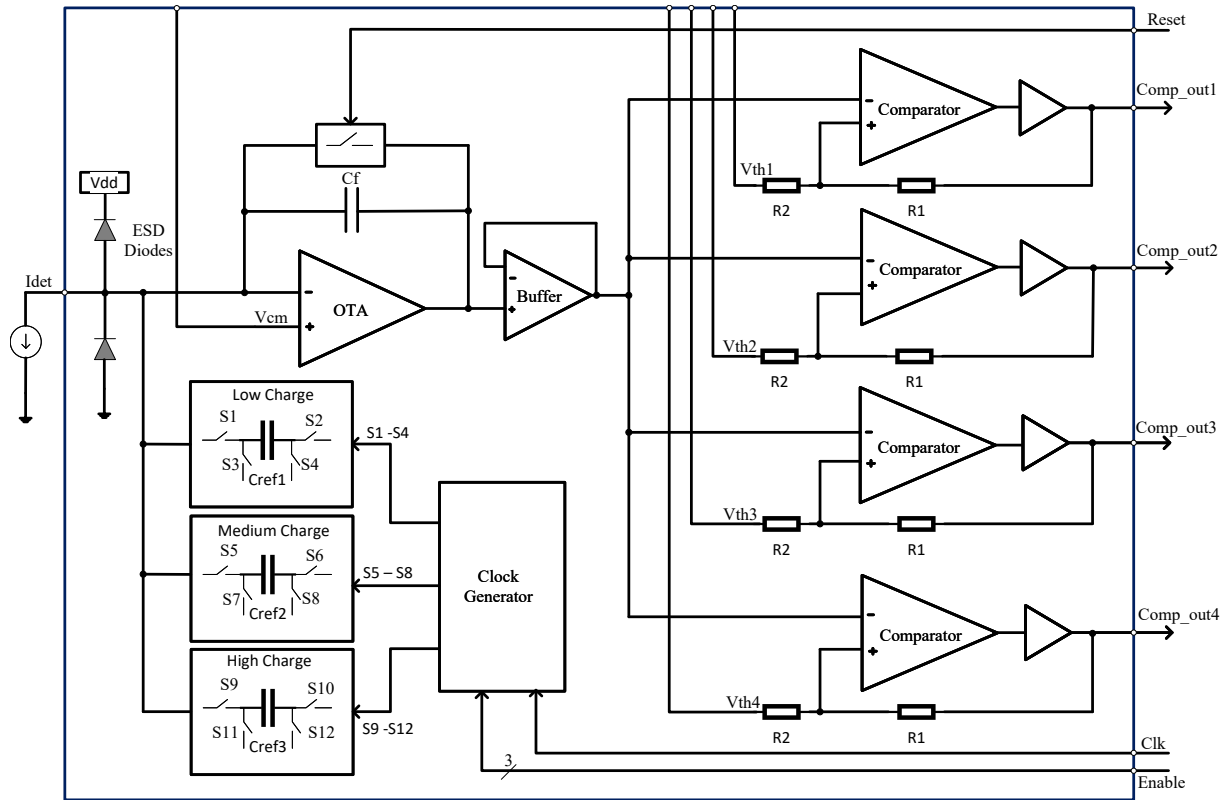 Reset
Comp_out1
Comparator
Vth1
R2
R1
Cf
Vdd
ESD
Diodes
Idet
Vcm
OTA
Buffer
Comp_out2
Comparator
Vth2
R2
R1
Low Charge
S1
S2
S3
S4
Cref1
S1 -S4
Comp_out3
Comparator
Vth3
R2
R1
Medium Charge
S5
S6
S7
S8
Cref2
S5 – S8
Clock
Generator
Comp_out4
Comparator
Vth4
R2
R1
High Charge
S9
S10
S11
S12
Cref3
S9 -S12
Clk
3
Enable